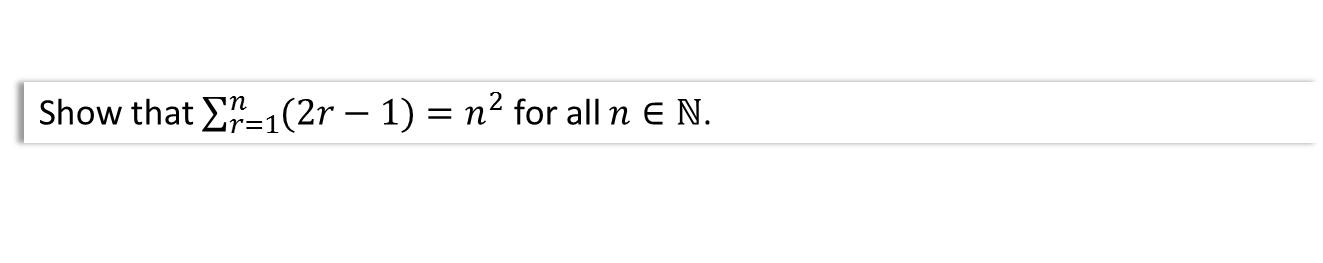 Show that ∑ⁿᵣ₌₁(2r − 1) = n² for all n ∈ ℕ.